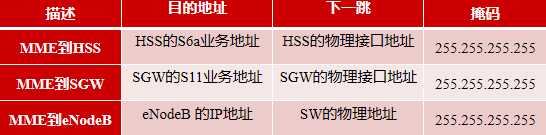 描述 目的地址 下一跳 掩码
MME到HSS HSS的S6a业务地址 HSS的物理接口地址 255.255.255.255
MME到SGW SGW的S11业务地址 SGW的物理接口地址 255.255.255.255
MME到eNodeB eNodeB 的IP地址 SW的物理地址 255.255.255.255